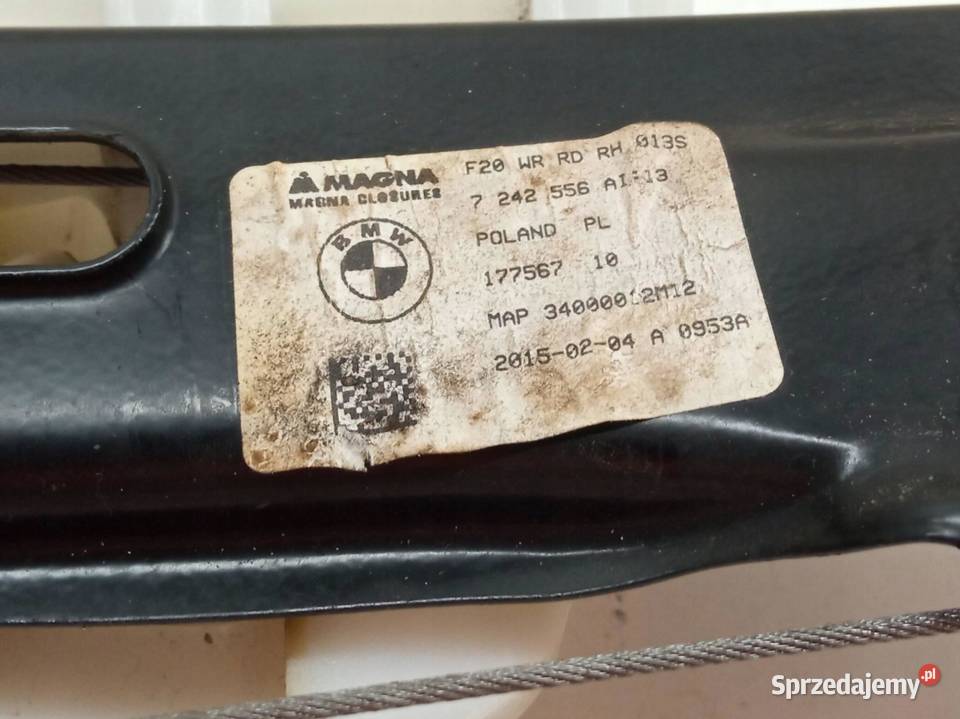 MAGNA
MAGNA CLOSURES
BMW
F20 WR RD RH 013S
7 242 556 AI:13
POLAND PL
177567 10
MAP 34000012M12
2015-02-04 A 0953A
Sprzedajemy.pl